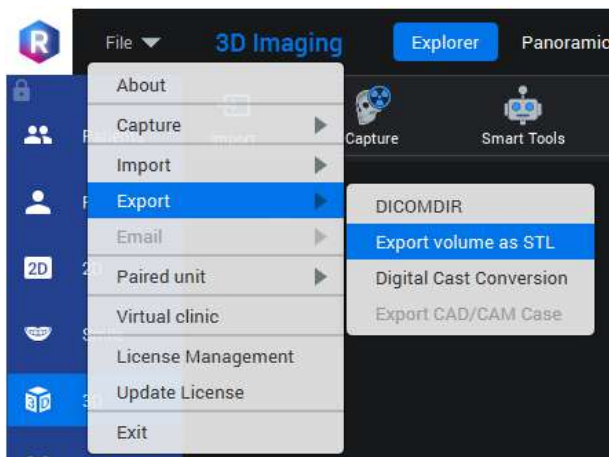 R
File
3D Imaging
Explorer
Panoramic
About
Capture
Import
Export
Email
Paired unit
Virtual clinic
License Management
Update License
Exit
Capture
Smart Tools
DICOMDIR
Export volume as STL
Digital Cast Conversion
Export CAD/CAM Case
2D
3D